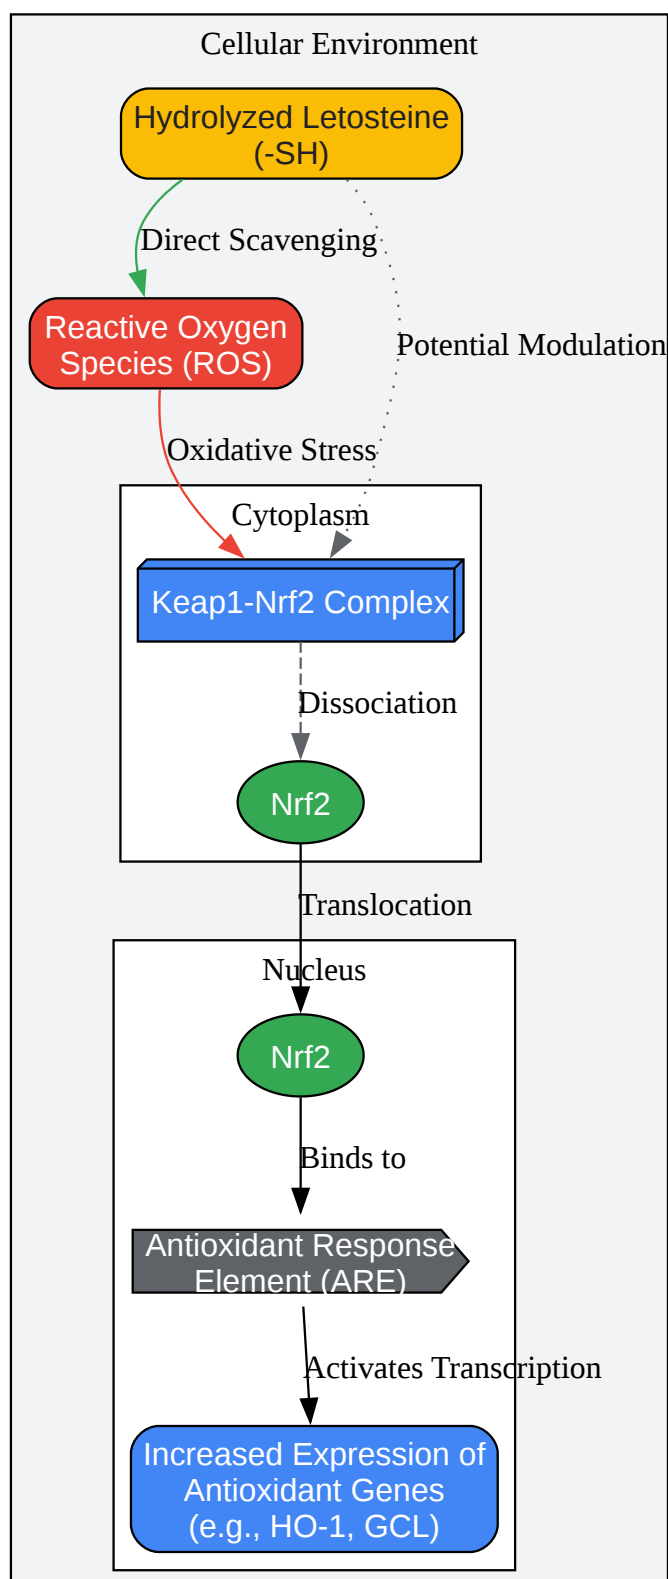 Cellular Environment
Hydrolyzed Letosteine
(-SH)
Direct Scavenging
Reactive Oxygen
Species (ROS)
Potential Modulation
Oxidative Stress
Cytoplasm
Keap1-Nrf2 Complex
Dissociation
Nrf2
Translocation
Nucleus
Nrf2
Binds to
Antioxidant Response
Element (ARE)
Activates Transcription
Increased Expression of
Antioxidant Genes
(e.g., HO-1, GCL)